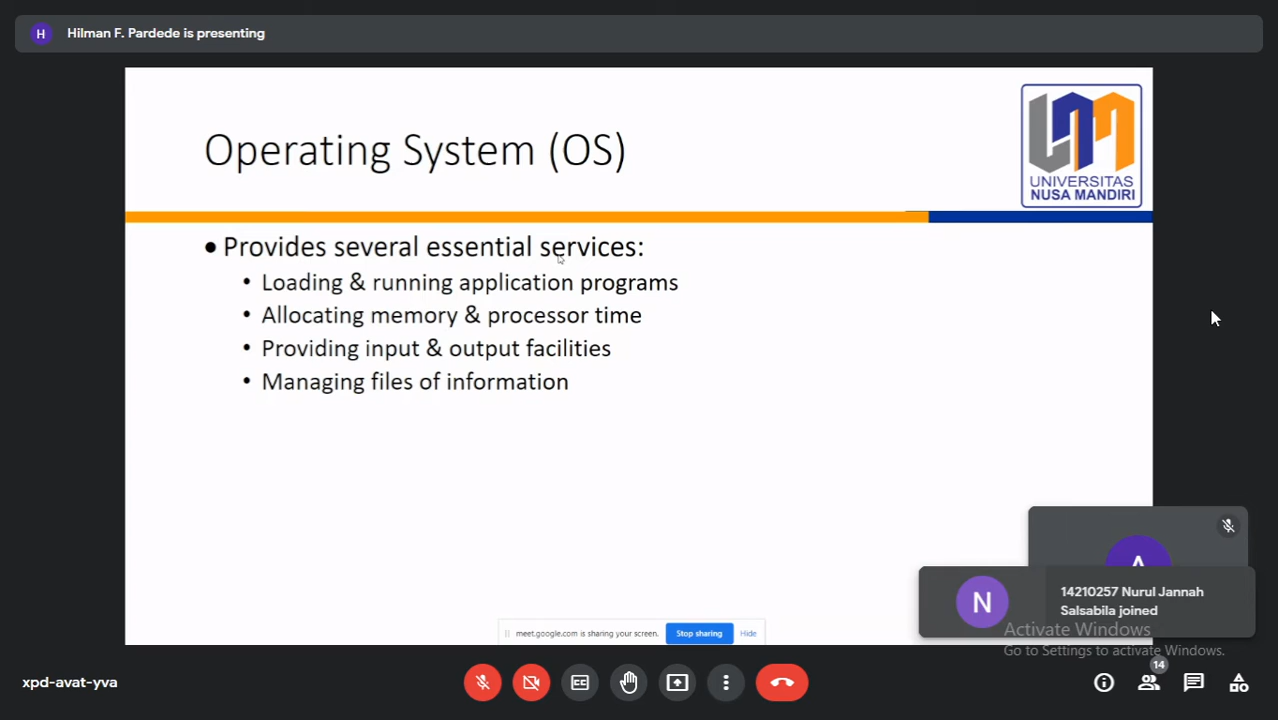 H Hilman F. Pardede is presenting
Operating System (OS)
UNIVERSITAS
NUSA MANDIRI
• Provides several essential services:
• Loading & running application programs
• Allocating memory & processor time
• Providing input & output facilities
• Managing files of information
N
14210257 Nurul Jannah
Salsabila joined
Activate Windows
Go to Settings to activate Windows.
meet.google.com is sharing your screen. Stop sharing Hide
xpd-avat-yva
CC
14